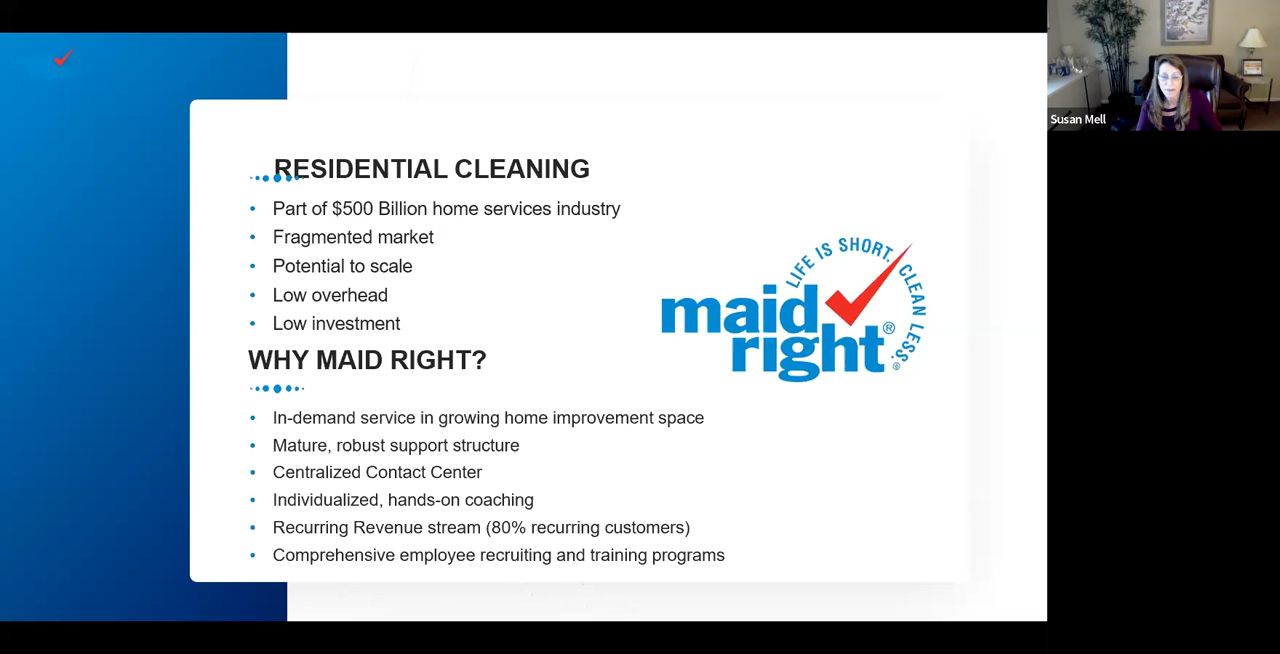 RESIDENTIAL CLEANING
Part of $500 Billion home services industry
Fragmented market
Potential to scale
Low overhead
Low investment
WHY MAID RIGHT?
In-demand service in growing home improvement space
Mature, robust support structure
Centralized Contact Center
Individualized, hands-on coaching
Recurring Revenue stream (80% recurring customers)
Comprehensive employee recruiting and training programs
LIFE IS SHORT. CLEAN LESS.®
maid
right®
Susan Mell